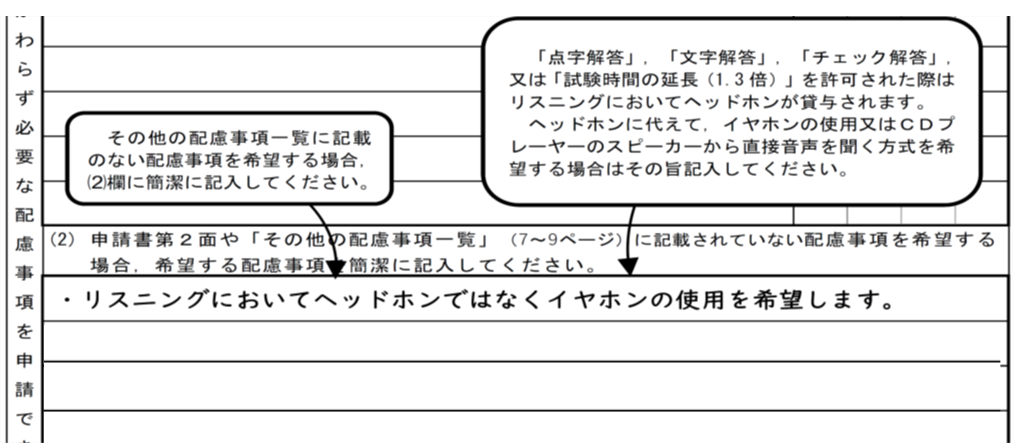 わらず必要な配慮事項を申請で
「点字解答」，「文字解答」，「チェック解答」，
又は「試験時間の延長（1.3倍）」を許可された際は
リスニングにおいてヘッドホンが貸与されます。
ヘッドホンに代えて，イヤホンの使用又はＣＤプ
レーヤーのスピーカーから直接音声を聞く方式を希
望する場合はその旨記入してください。
その他の配慮事項一覧に記載
のない配慮事項を希望する場合，
⑵欄に簡潔に記入してください。
(2) 申請書第２面や「その他の配慮事項一覧」（7～9ページ）に記載されていない配慮事項を希望する
場合，希望する配慮事項 簡潔に記入してください。
・リスニングにおいてヘッドホンではなくイヤホンの使用を希望します。